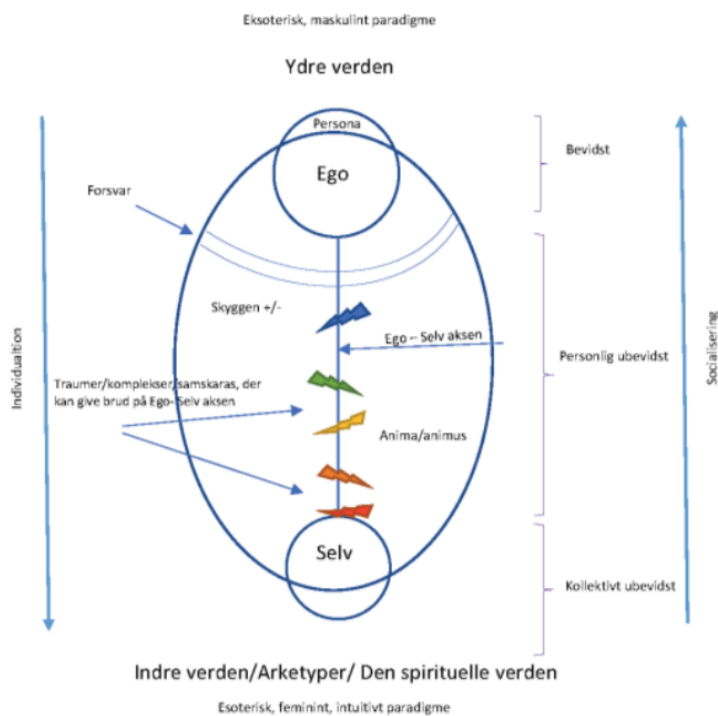 Eksoterisk, maskulint paradigme
Ydre verden
Persona
Ego
Bevidst
Forsvar
Skyggen +/-
Ego – Selv aksen
Personlig ubevidst
Individuation
Socialisering
Traumer/komplekser/samskaras, der
kan give brud på Ego- Selv aksen
Anima/animus
Selv
Kollektivt ubevidst
Indre verden/Arketyper/ Den spirituelle verden
Esoterisk, feminint, intuitivt paradigme